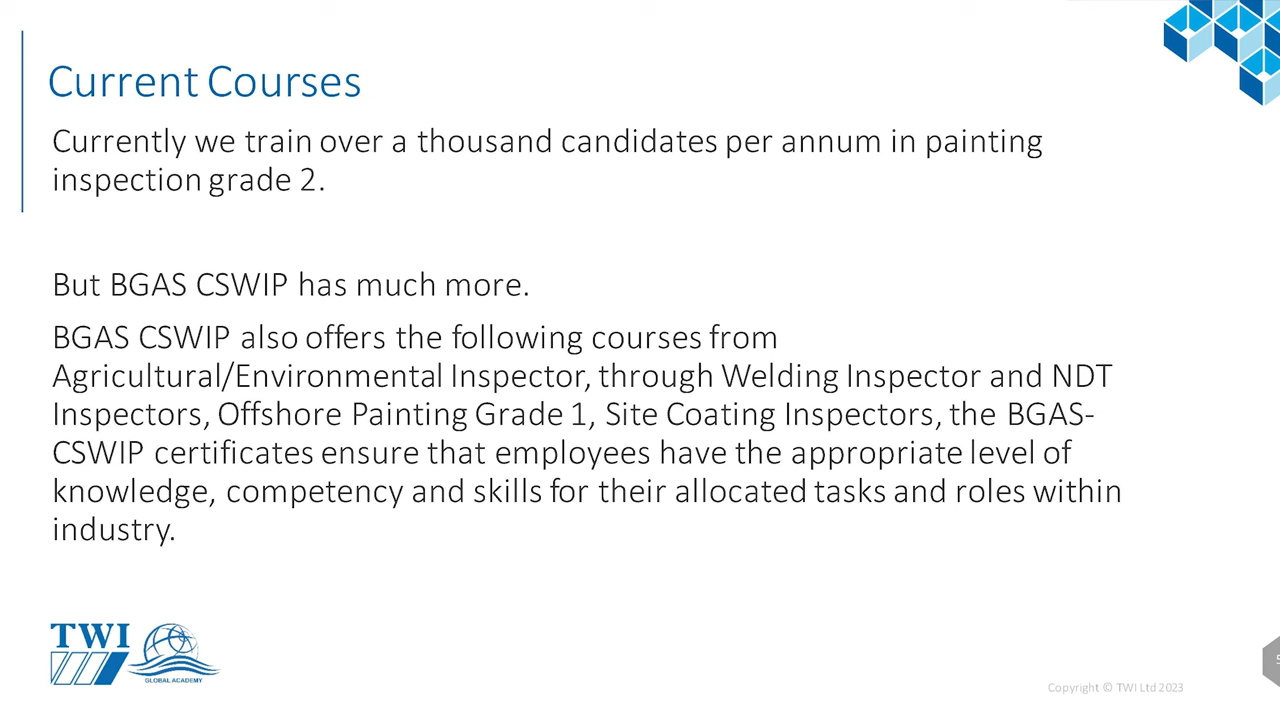 Current Courses
Currently we train over a thousand candidates per annum in painting
inspection grade 2.
But BGAS CSWIP has much more.
BGAS CSWIP also offers the following courses from
Agricultural/Environmental Inspector, through Welding Inspector and NDT
Inspectors, Offshore Painting Grade 1, Site Coating Inspectors, the BGAS-
CSWIP certificates ensure that employees have the appropriate level of
knowledge, competency and skills for their allocated tasks and roles within
industry.
TWI
GLOBAL ACADEMY
5
Copyright © TWI Ltd 2023